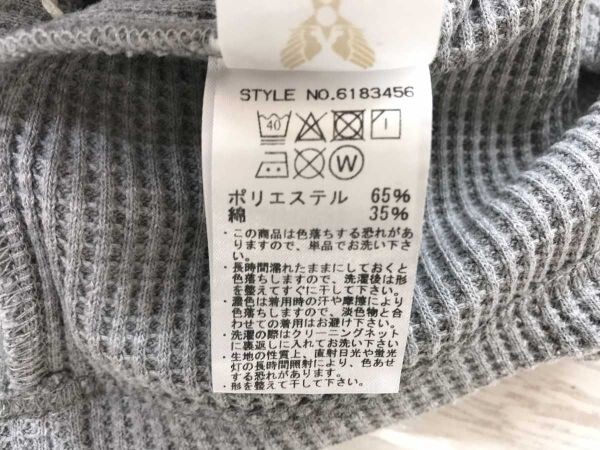 STYLE NO.6183456
40
W
ポリエステル 65%
綿 35%
・この商品は色落ちする恐れがあ
りますので、単品でお洗い下さ
い。
・長時間濡れたままにしておくと
色落ちしますので、洗濯後は形
を整えてすぐに干して下さい。
・濃色は着用時の汗や摩擦により
色落ちしますので、淡色物と合
わせての着用はお避け下さい。
・洗濯の際はクリーニングネット
に裏返しに入れてお洗い下さい
・生地の性質上、直射日光や蛍光
灯の長時間照射により、色あせ
する恐れがあります。
・形を整えて干して下さい。